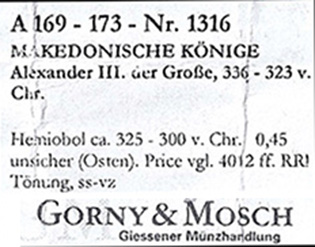 A 169 - 173 - Nr. 1316
MAKEDONISCHE KÖNIGE
Alexander III. der Große, 336 - 323 v.
Chr.
Hemiobol ca. 325 - 300 v. Chr. 0,45
unsicher (Osten). Price vgl. 4012 ff. RR!
Tönung, ss-vz
GORNY & MOSCH
Giessener Münzhandlung